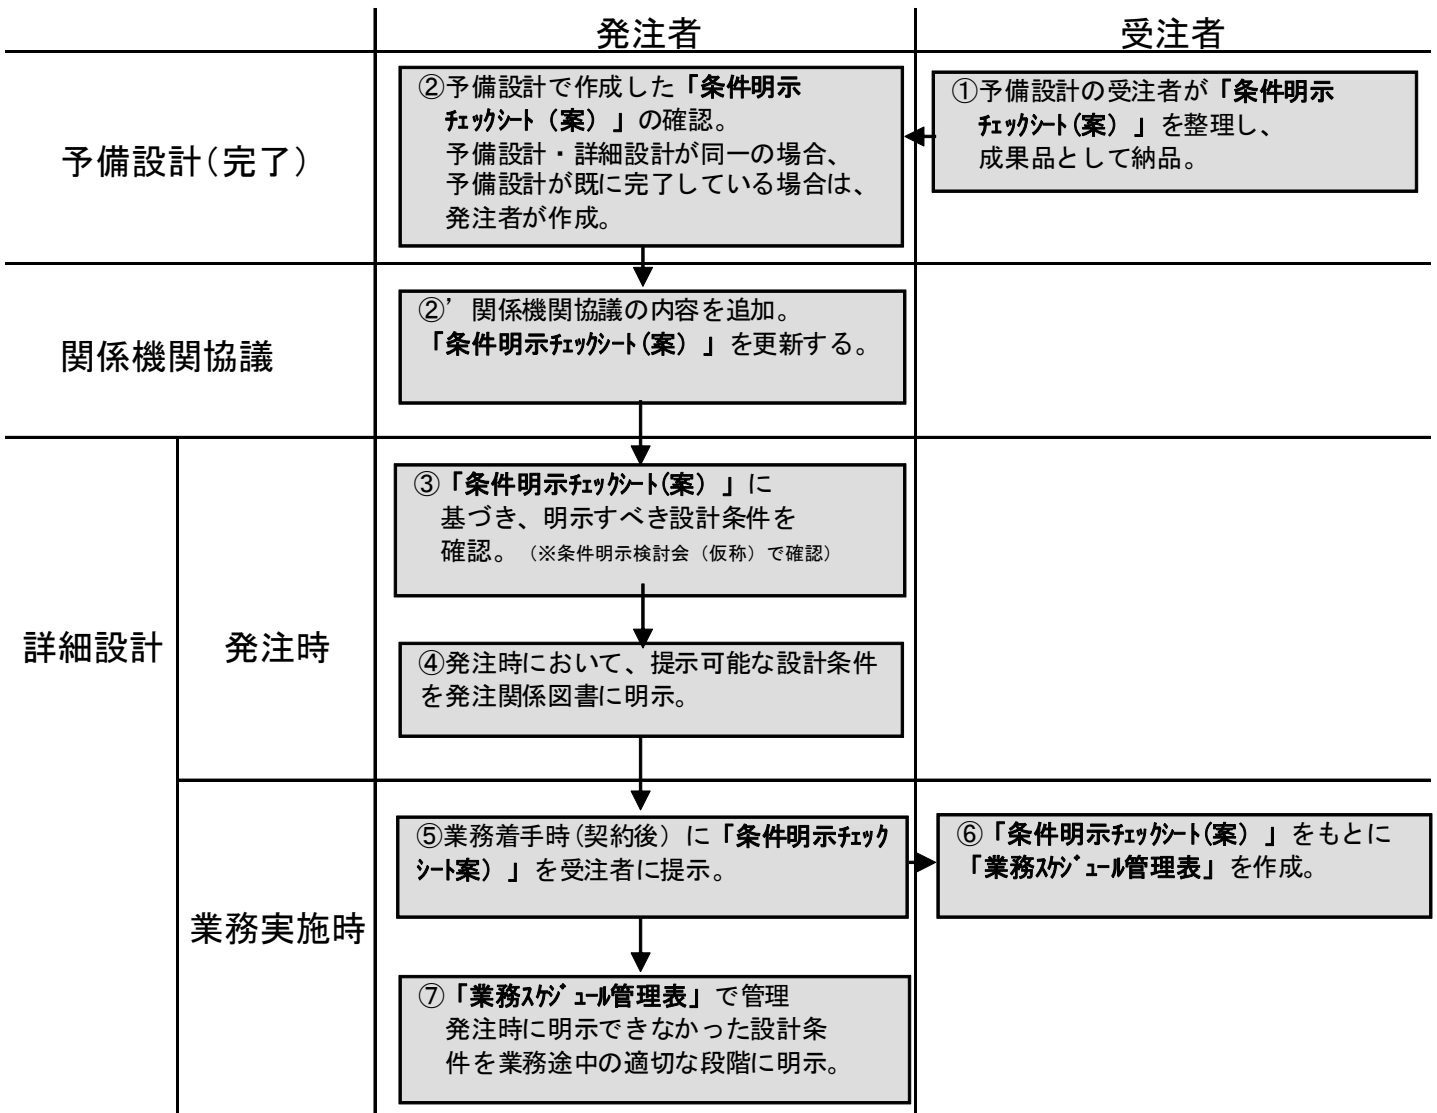 発注者
受注者
予備設計(完了)
②予備設計で作成した「条件明示
ﾁｪｯｸｼｰﾄ（案）」の確認。
予備設計・詳細設計が同一の場合、
予備設計が既に完了している場合は、
発注者が作成。
①予備設計の受注者が「条件明示
ﾁｪｯｸｼｰﾄ(案）」を整理し、
成果品として納品。
関係機関協議
②’関係機関協議の内容を追加。
「条件明示ﾁｪｯｸｼｰﾄ(案）」を更新する。
詳細設計
発注時
③「条件明示ﾁｪｯｸｼｰﾄ(案）」に
基づき、明示すべき設計条件を
確認。（※条件明示検討会（仮称）で確認）
④発注時において、提示可能な設計条件
を発注関係図書に明示。
業務実施時
⑤業務着手時(契約後）に「条件明示ﾁｪｯｸ
ｼｰﾄ案）」を受注者に提示。
⑥「条件明示ﾁｪｯｸｼｰﾄ(案）」をもとに
「業務ｽｹｼﾞｭｰﾙ管理表」を作成。
⑦「業務ｽｹｼﾞｭｰﾙ管理表」で管理
発注時に明示できなかった設計条
件を業務途中の適切な段階に明示。